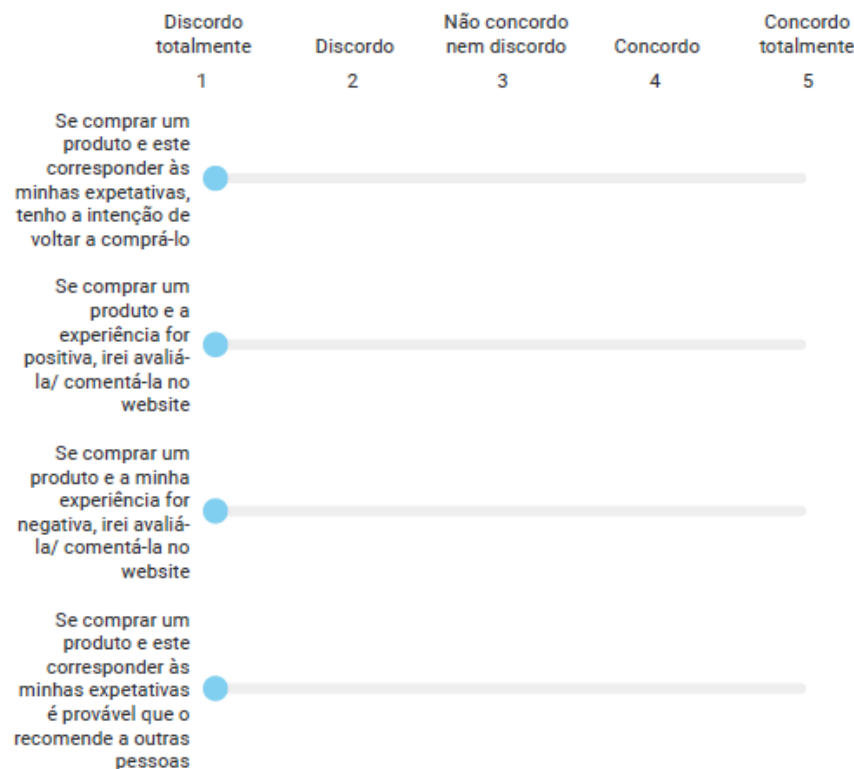 Discordo totalmente
Discordo
Não concordo nem discordo
Concordo
Concordo totalmente
1
2
3
4
5
Se comprar um
produto e este
corresponder às
minhas expetativas,
tenho a intenção de
voltar a comprá-lo
Se comprar um
produto e a
experiência for
positiva, irei avaliá-
la/ comentá-la no
website
Se comprar um
produto e a minha
experiência for
negativa, irei avaliá-
la/ comentá-la no
website
Se comprar um
produto e este
corresponder às
minhas expetativas
é provável que o
recomende a outras
pessoas